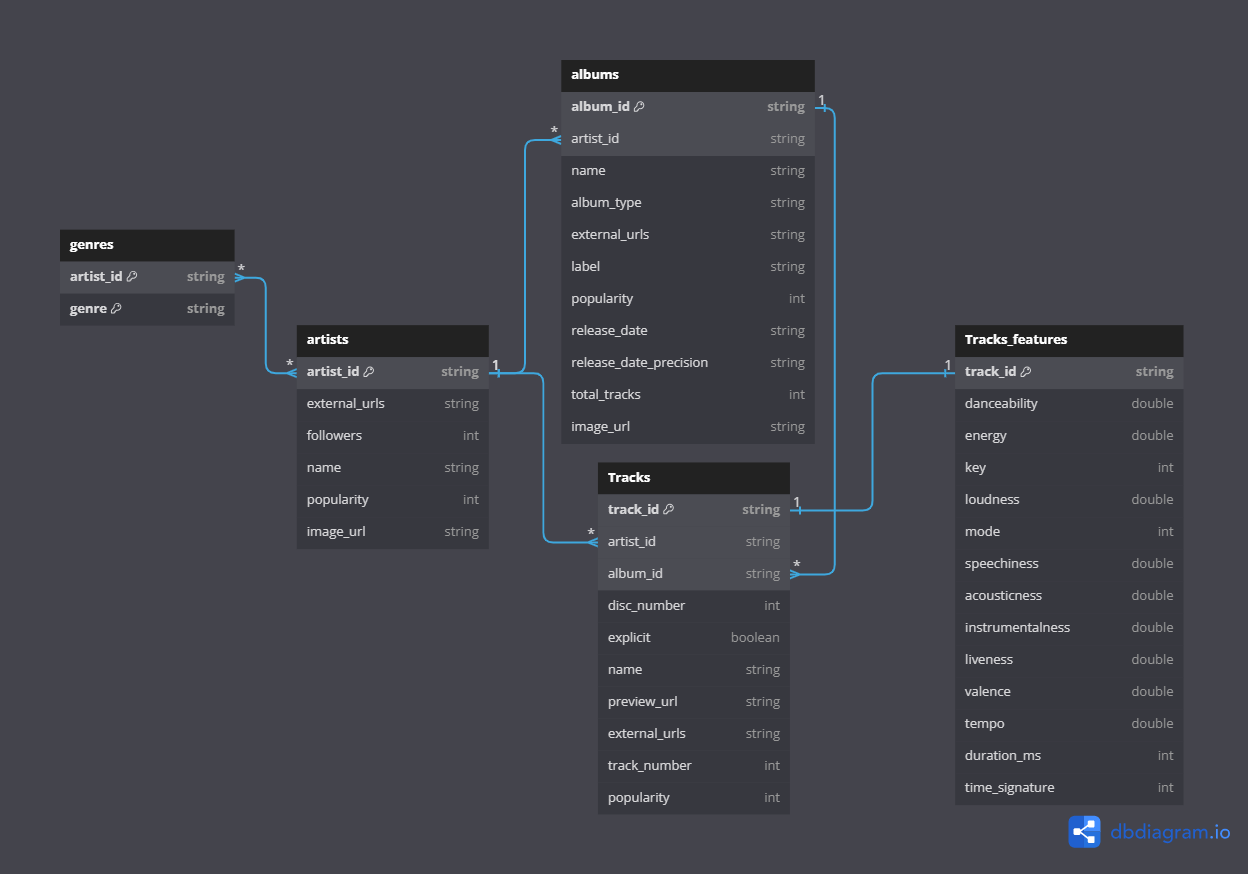 albums
album_id string
artist_id string
name string
album_type string
external_urls string
label string
popularity int
release_date string
release_date_precision string
total_tracks int
image_url string
1
*
genres
artist_id string
genre string
*
*
artists
artist_id string
external_urls string
followers int
name string
popularity int
image_url string
1
Tracks
track_id string
artist_id string
album_id string
disc_number int
explicit boolean
name string
preview_url string
external_urls string
track_number int
popularity int
1
*
*
Tracks_features
track_id string
danceability double
energy double
key int
loudness double
mode int
speechiness double
acousticness double
instrumentalness double
liveness double
valence double
tempo double
duration_ms int
time_signature int
1
dbdiagram.io